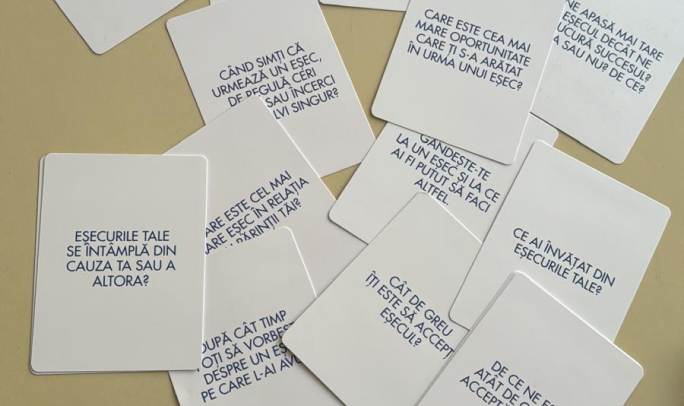 CÂND SIMȚI CĂ
URMEAZĂ UN EȘEC,
DE REGULĂ CERI
SAU ÎNCERCI
SINGUR?
CARE ESTE CEA MAI
MARE OPORTUNITATE
CARE ȚI S-A ARĂTAT
ÎN URMA UNUI EȘEC?
NE APASĂ MAI TARE
EȘECUL DECÂT NE
BUCURĂ SUCCESUL?
SAU NU? DE CE?
GÂNDEȘTE-TE
LA UN EȘEC ȘI LA CE
AI FI PUTUT SĂ FACI
ALTFEL
CARE ESTE CEL MAI
MARE EȘEC ÎN RELAȚIA
PĂRINȚII TĂI?
EȘECURILE TALE
SE ÎNTÂMPLĂ DIN
CAUZA TA SAU A
ALTORA?
CE AI ÎNVĂȚAT DIN
EȘECURILE TALE?
CÂT DE GREU
ÎȚI ESTE SĂ ACCEPȚI
EȘECUL?
DUPĂ CÂT TIMP
POȚI SĂ VORBEȘTI
DESPRE UN
PE CARE L-AI
DE CE NE
ATÂT DE